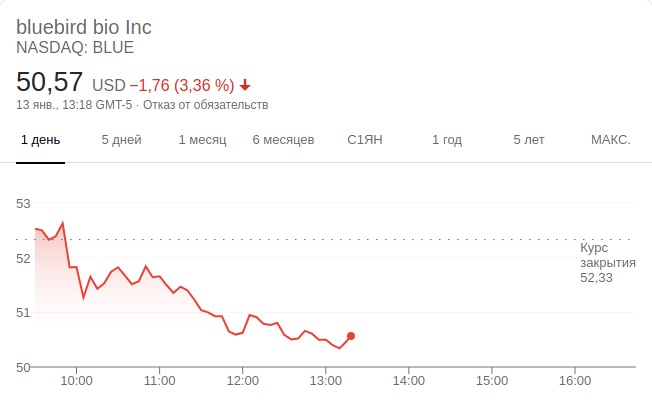 bluebird bio Inc
NASDAQ: BLUE
50,57 USD −1,76 (3,36 %)
13 янв., 13:18 GMT-5 · Отказ от обязательств
1 день 5 дней 1 месяц 6 месяцев С1ЯН 1 год 5 лет МАКС.
53
52
51
50
Курс
закрытия
52,33
10:00 11:00 12:00 13:00 14:00 15:00 16:00